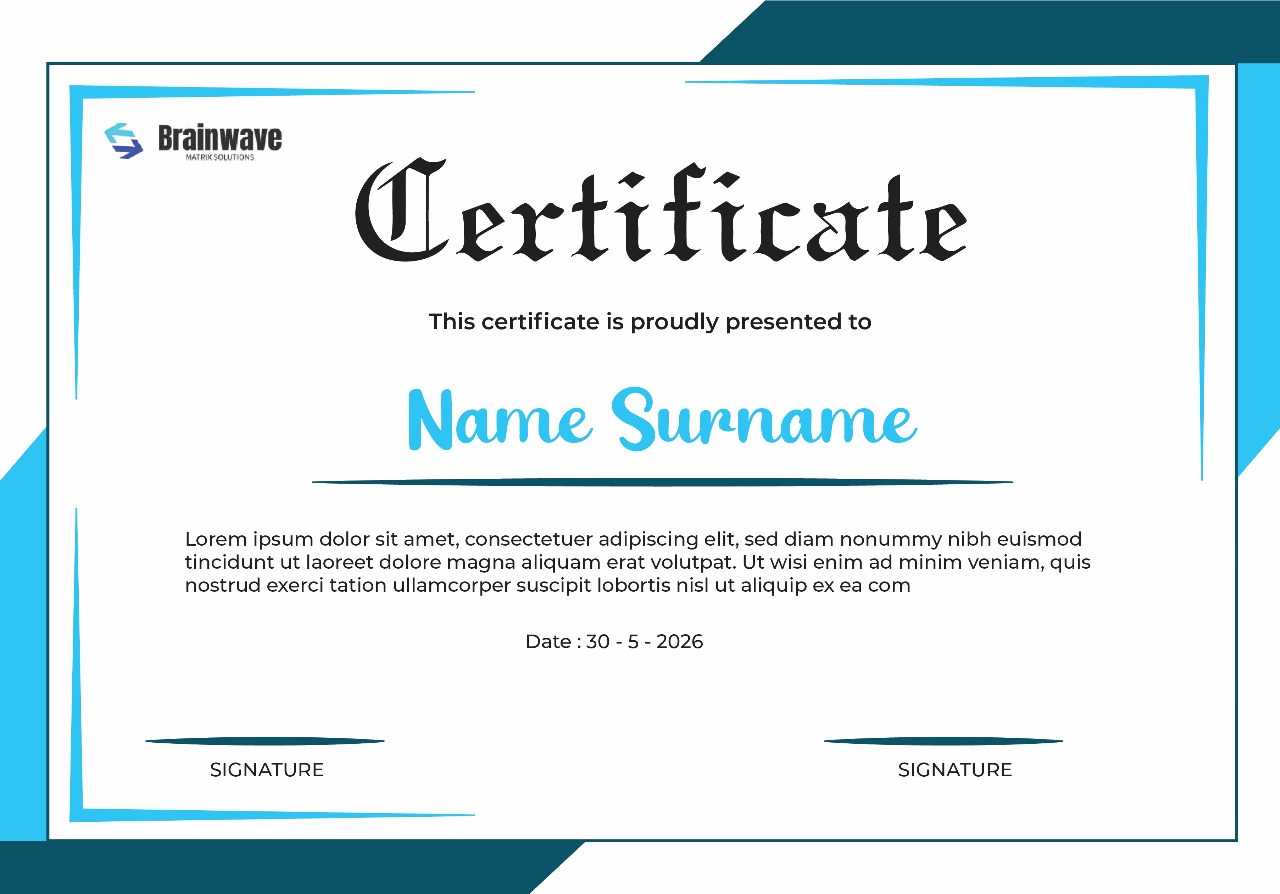 Brainwave
MATRIK SOLUTIONS
Certificate
This certificate is proudly presented to
Name Surname
Lorem ipsum dolor sit amet, consectetuer adipiscing elit, sed diam nonummy nibh euismod
tincidunt ut laoreet dolore magna aliquam erat volutpat. Ut wisi enim ad minim veniam, quis
nostrud exerci tation ullamcorper suscipit lobortis nisl ut aliquip ex ea com
Date : 30 - 5 - 2026
SIGNATURE
SIGNATURE